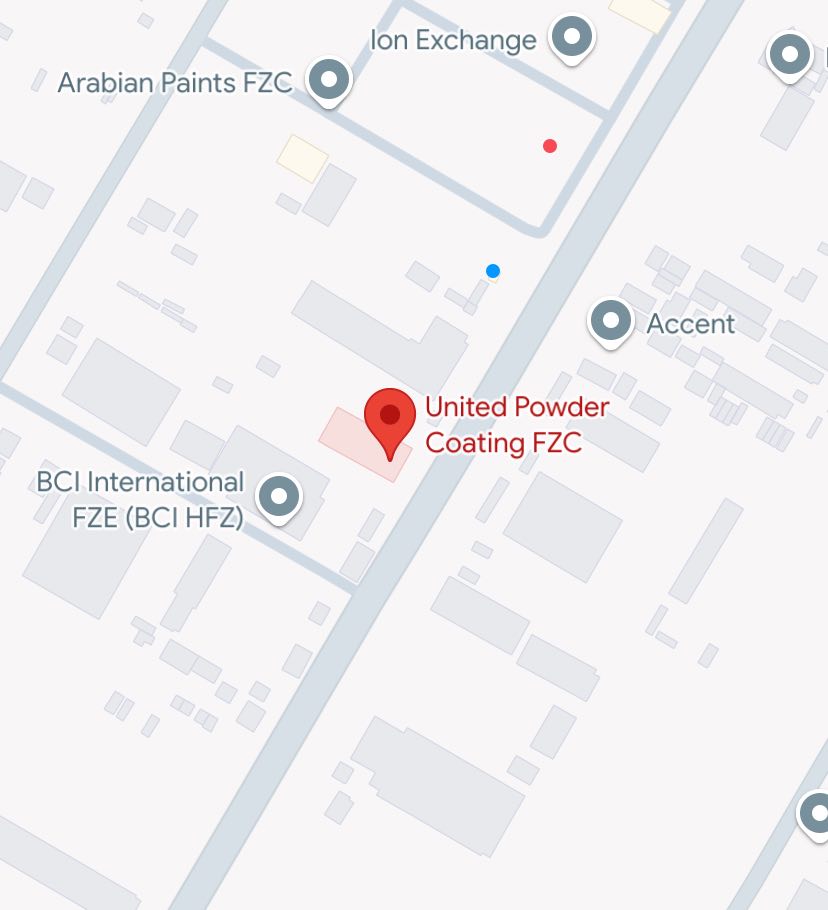 Ion Exchange
Arabian Paints FZC
Accent
United Powder
Coating FZC
BCI International
FZE (BCI HFZ)